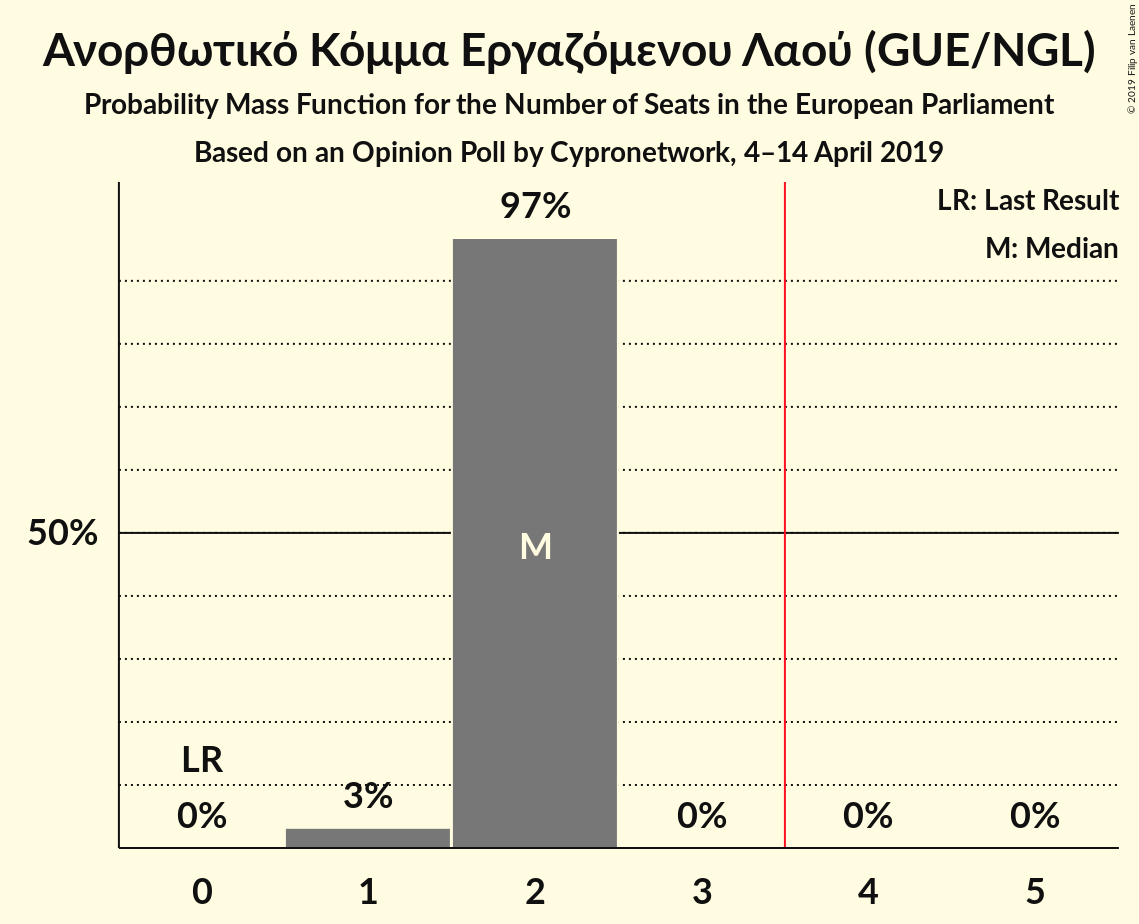 Ανορθωτικό Κόμμα Εργαζόμενου Λαού (GUE/NGL)
Probability Mass Function for the Number of Seats in the European Parliament
Based on an Opinion Poll by Cypronetwork, 4–14 April 2019
© 2019 Filip van Laenen
LR: Last Result
M: Median
97%
50%
M
LR
0%
3%
0%
0%
0%
0
1
2
3
4
5